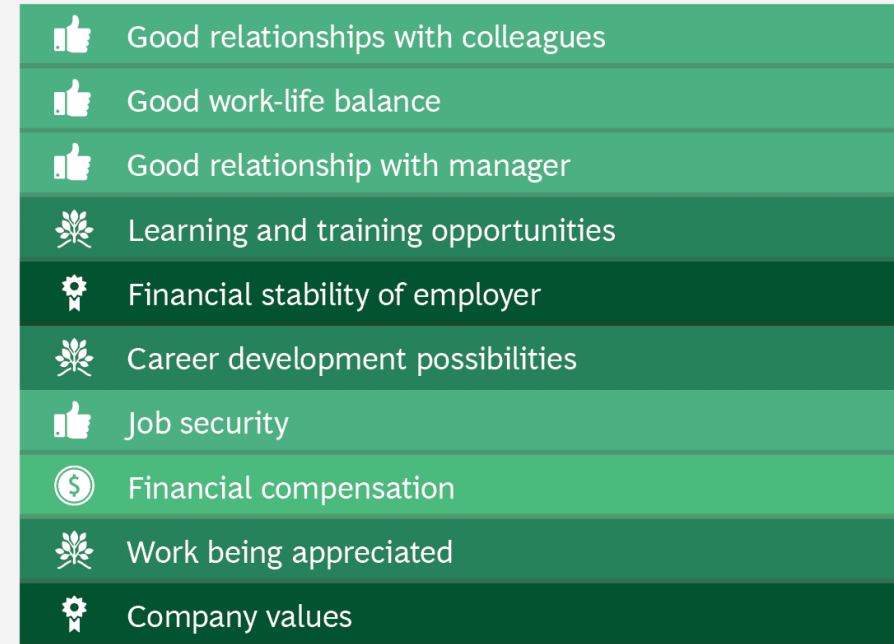 Good relationships with colleagues
Good work-life balance
Good relationship with manager
Learning and training opportunities
Financial stability of employer
Career development possibilities
Job security
$ Financial compensation
Work being appreciated
Company values